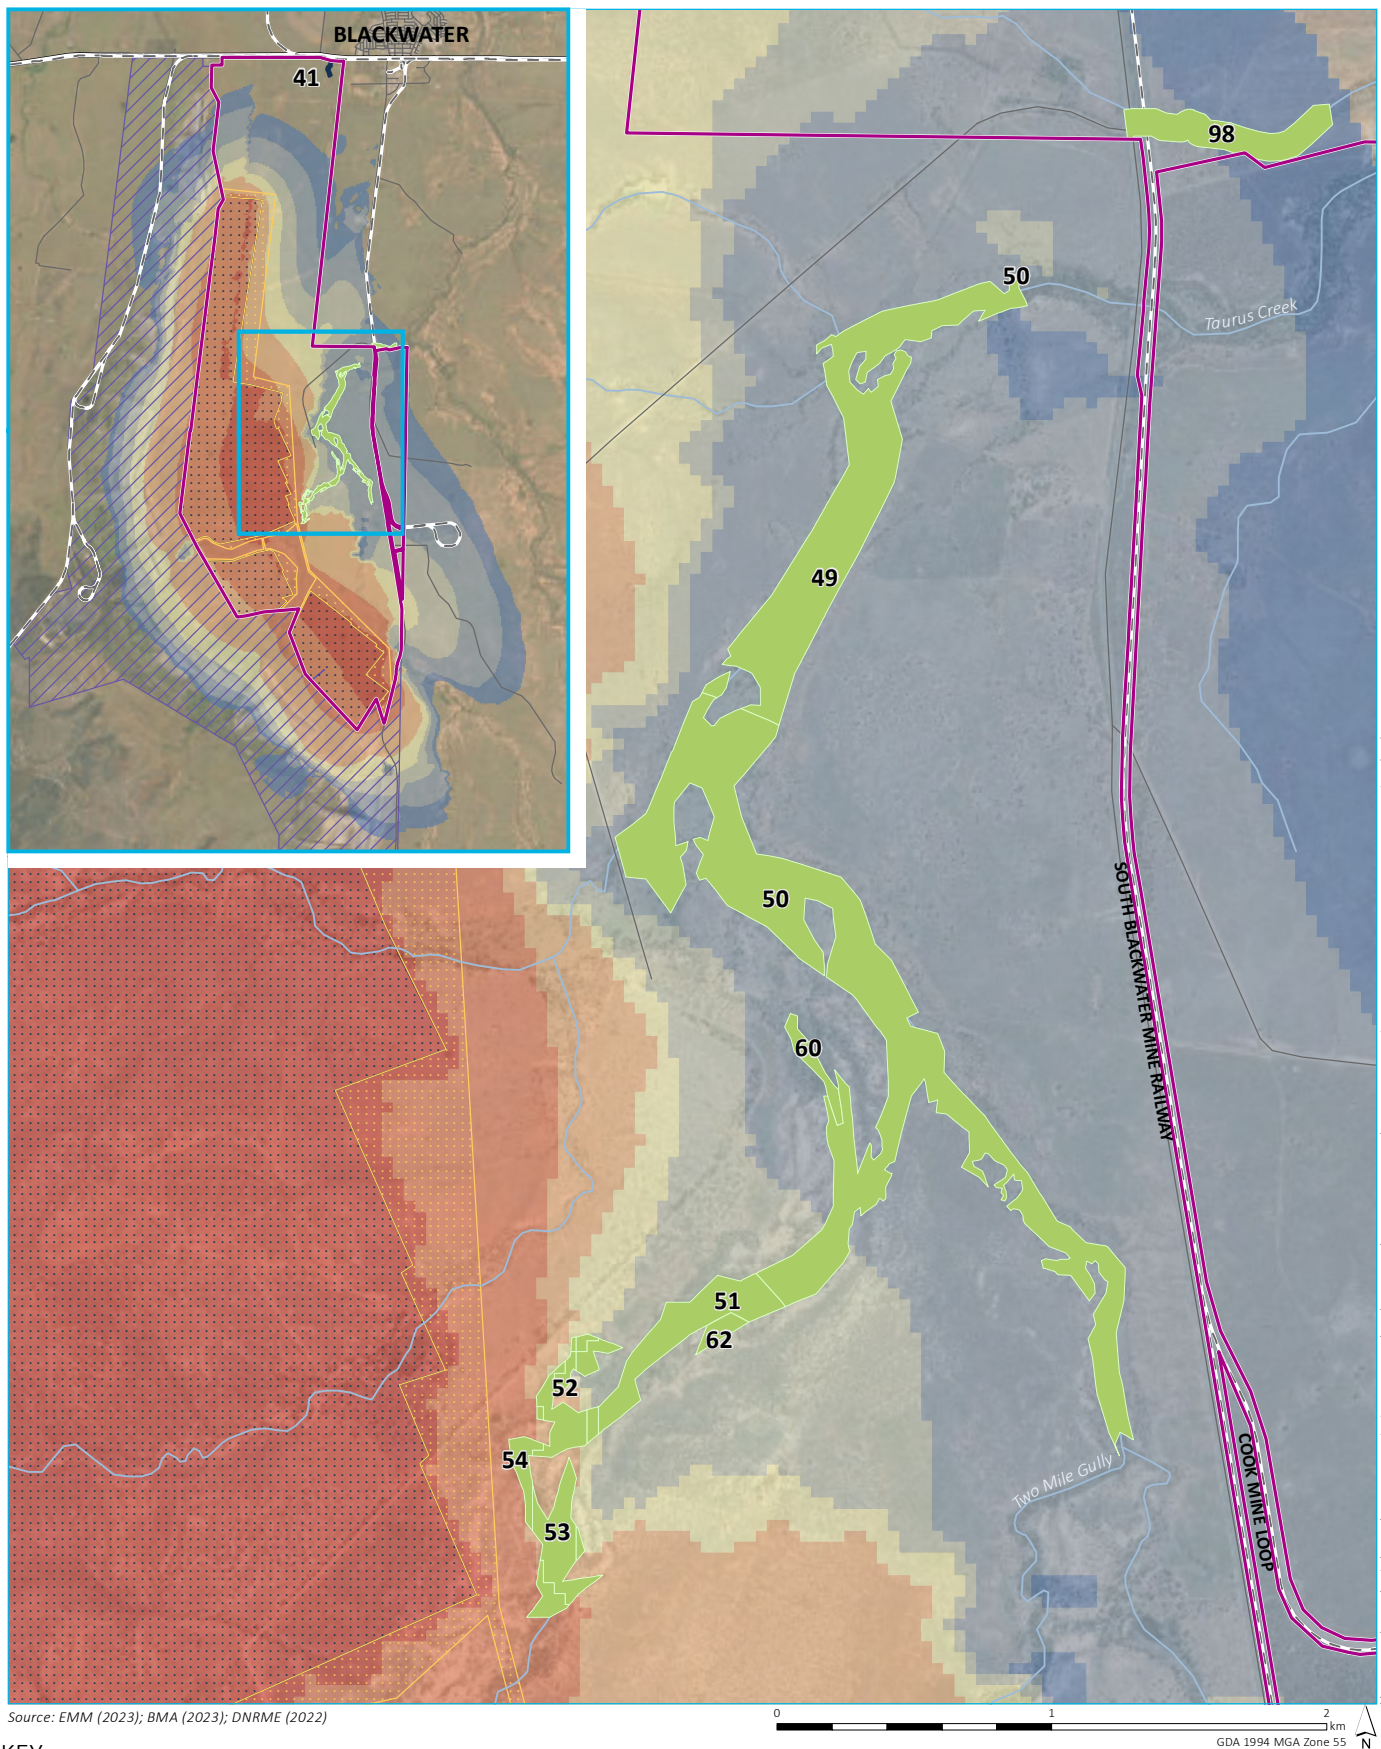 BLACKWATER
41
98
50
Taurus Creek
49
50
SOUTH BLACKWATER MINE RAILWAY
60
51
62
52
54
Two Mile Gully
COOK MINE LOOP
53
Source: EMM (2023); BMA (2023); DNRME (2022)
0 1 2
km
GDA 1994 MGA Zone 55 N
KEY